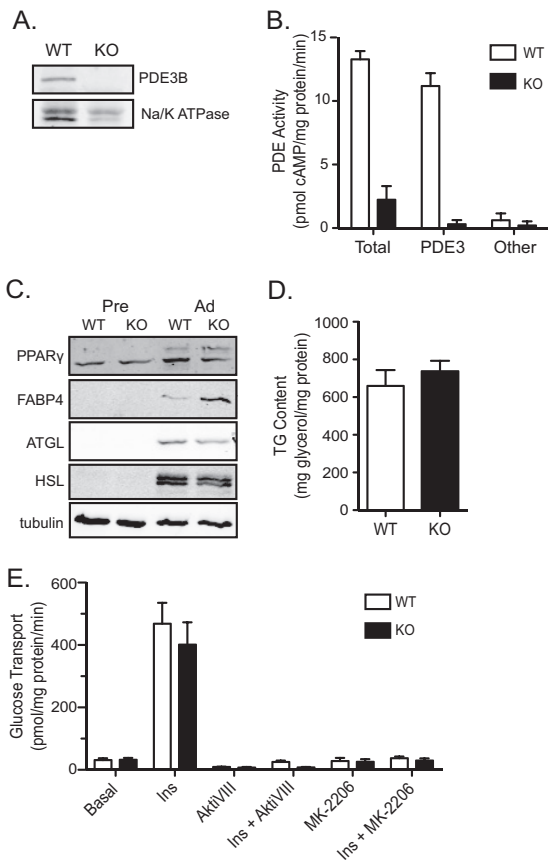 A.
WT KO
PDE3B
Na/K ATPase
B.
PDE Activity
(pmol cAMP/mg protein/min)
15
10
5
0
WT
KO
Total PDE3 Other
C.
Pre Ad
WT KO WT KO
PPARγ
FABP4
ATGL
HSL
tubulin
D.
TG Content
(mg glycerol/mg protein)
1000
800
600
400
200
0
WT KO
E.
Glucose Transport
(pmol/mg protein/min)
600
400
200
0
WT
KO
Basal
Ins
AktiVIII
Ins + AktiVIII
MK-2206
Ins + MK-2206